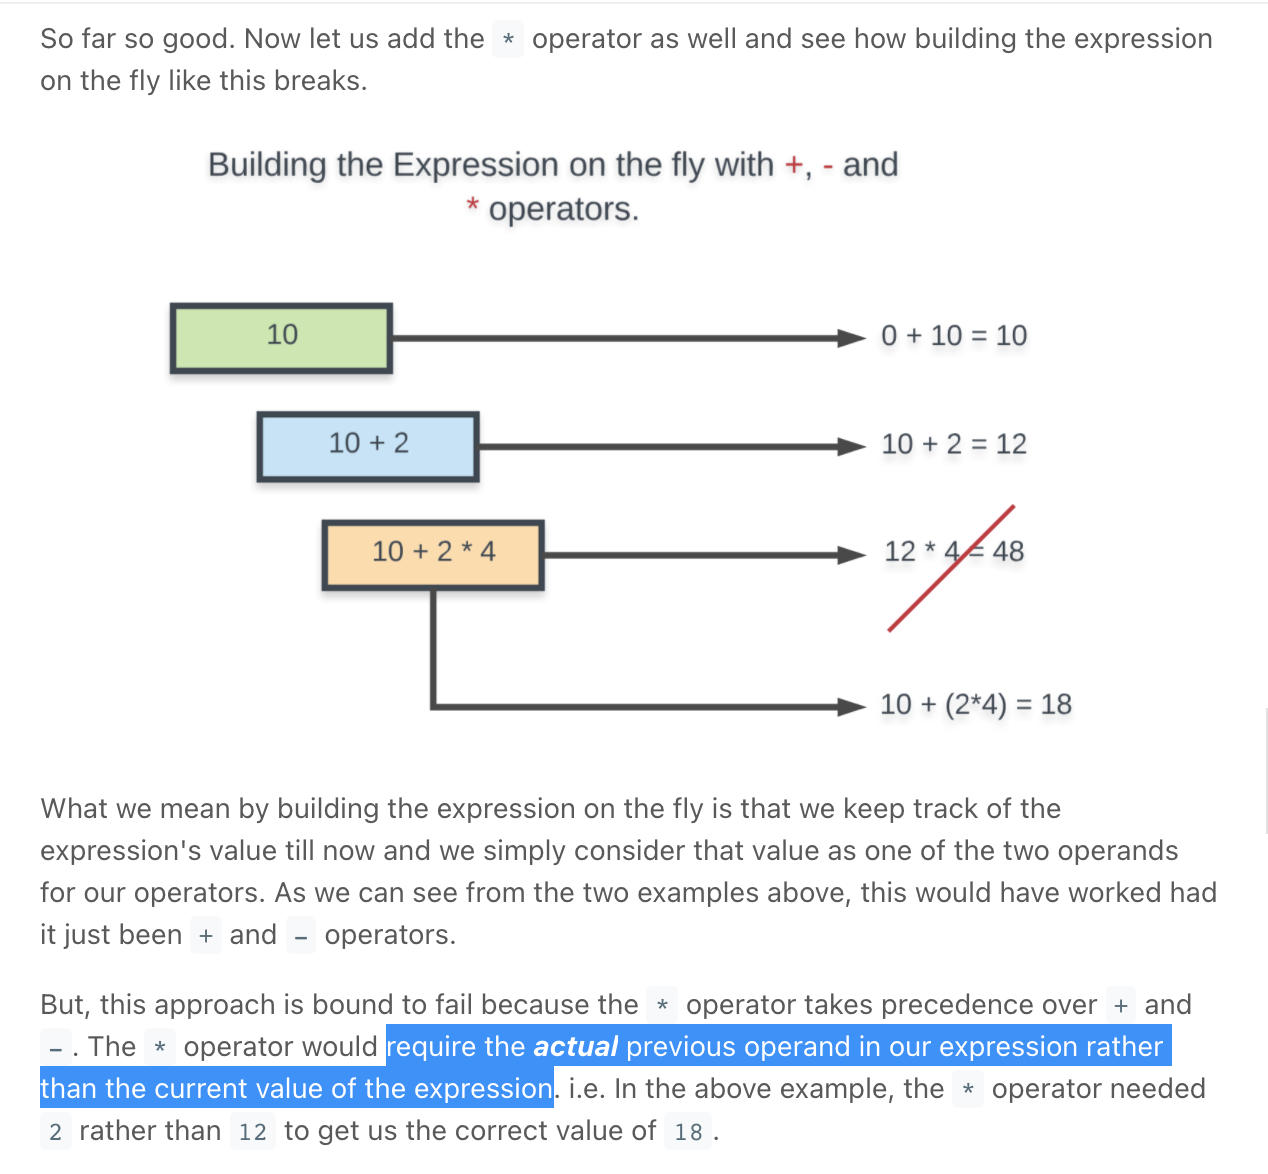 So far so good. Now let us add the * operator as well and see how building the expression
on the fly like this breaks.
Building the Expression on the fly with +, - and
* operators.
10
0 + 10 = 10
10 + 2
10 + 2 = 12
10 + 2 * 4
12 * 4 = 48
10 + (2*4) = 18
What we mean by building the expression on the fly is that we keep track of the
expression's value till now and we simply consider that value as one of the two operands
for our operators. As we can see from the two examples above, this would have worked had
it just been + and - operators.
But, this approach is bound to fail because the * operator takes precedence over + and
- . The * operator would require the actual previous operand in our expression rather
than the current value of the expression. i.e. In the above example, the * operator needed
2 rather than 12 to get us the correct value of 18 .